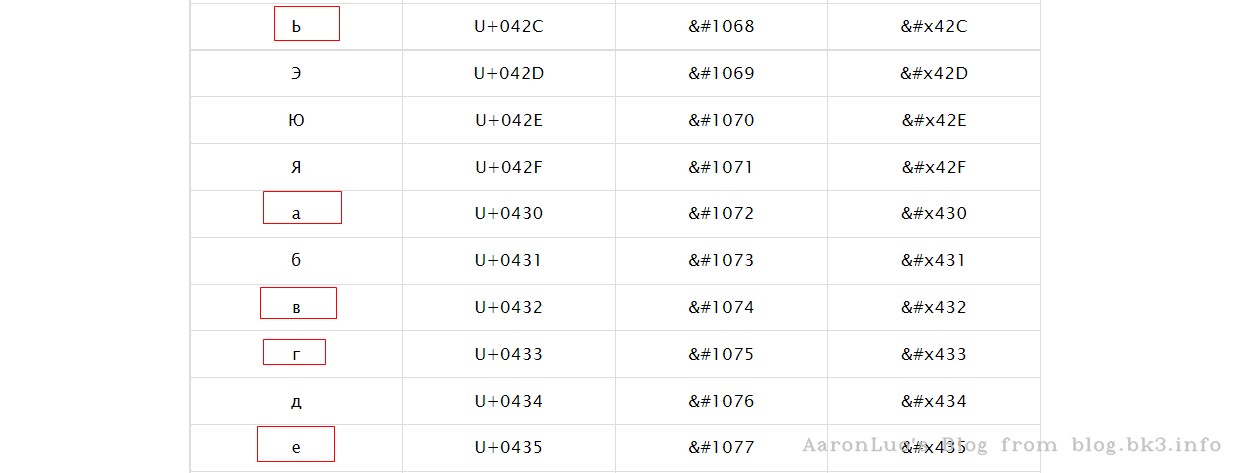 Ь U+042C &#1068 &#x42C
Э U+042D &#1069 &#x42D
Ю U+042E &#1070 &#x42E
Я U+042F &#1071 &#x42F
а U+0430 &#1072 &#x430
б U+0431 &#1073 &#x431
в U+0432 &#1074 &#x432
г U+0433 &#1075 &#x433
д U+0434 &#1076 &#x434
е U+0435 &#1077 &#x435
AaronLuo's Blog from blog.bk3.info